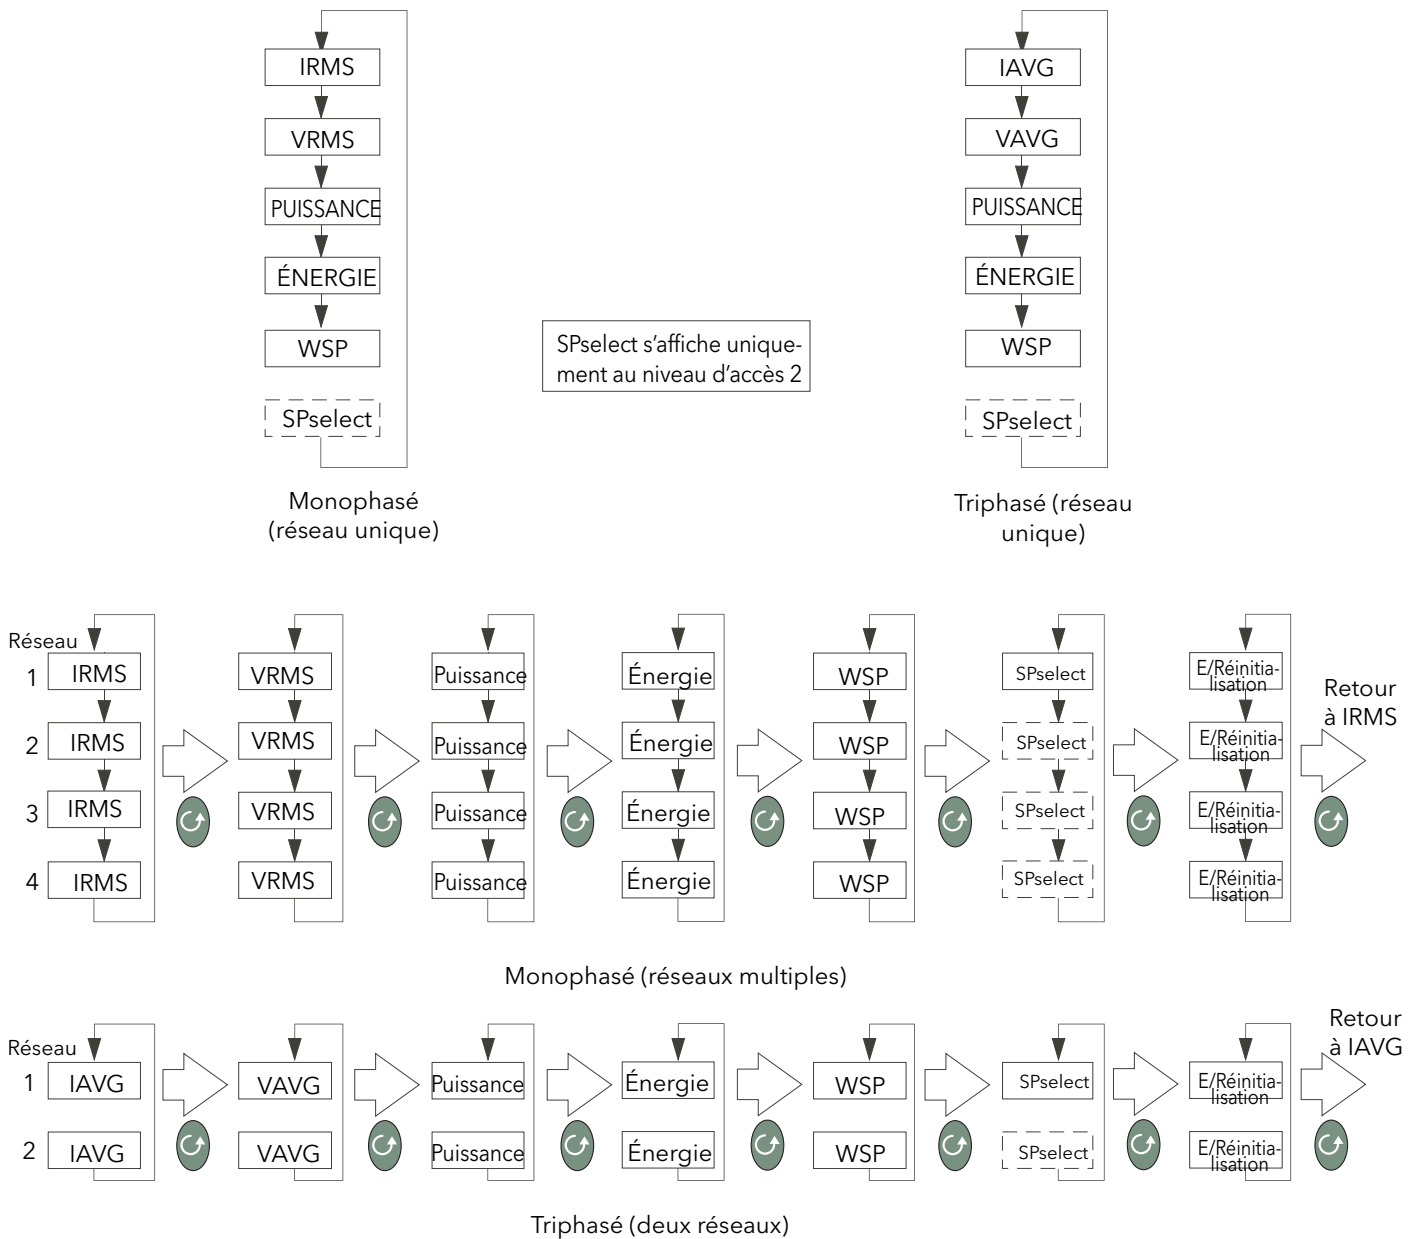 IRMS
VRMS
PUISSANCE
ÉNERGIE
WSP
SPselect
Monophasé
(réseau unique)
SPselect s'affiche unique-
ment au niveau d'accès 2
IAVG
VAVG
PUISSANCE
ÉNERGIE
WSP
SPselect
Triphasé (réseau
unique)
Réseau
1 IRMS VRMS Puissance Énergie WSP SPselect E/Réinitia-
lisation
2 IRMS VRMS Puissance Énergie WSP SPselect E/Réinitia-
lisation
3 IRMS VRMS Puissance Énergie WSP SPselect E/Réinitia-
lisation
4 IRMS VRMS Puissance Énergie WSP SPselect E/Réinitia-
lisation
Retour
à IRMS
Monophasé (réseaux multiples)
Réseau
1 IAVG VAVG Puissance Énergie WSP SPselect E/Réinitia-
lisation
2 IAVG VAVG Puissance Énergie WSP SPselect E/Réinitia-
lisation
Retour
à IAVG
Triphasé (deux réseaux)